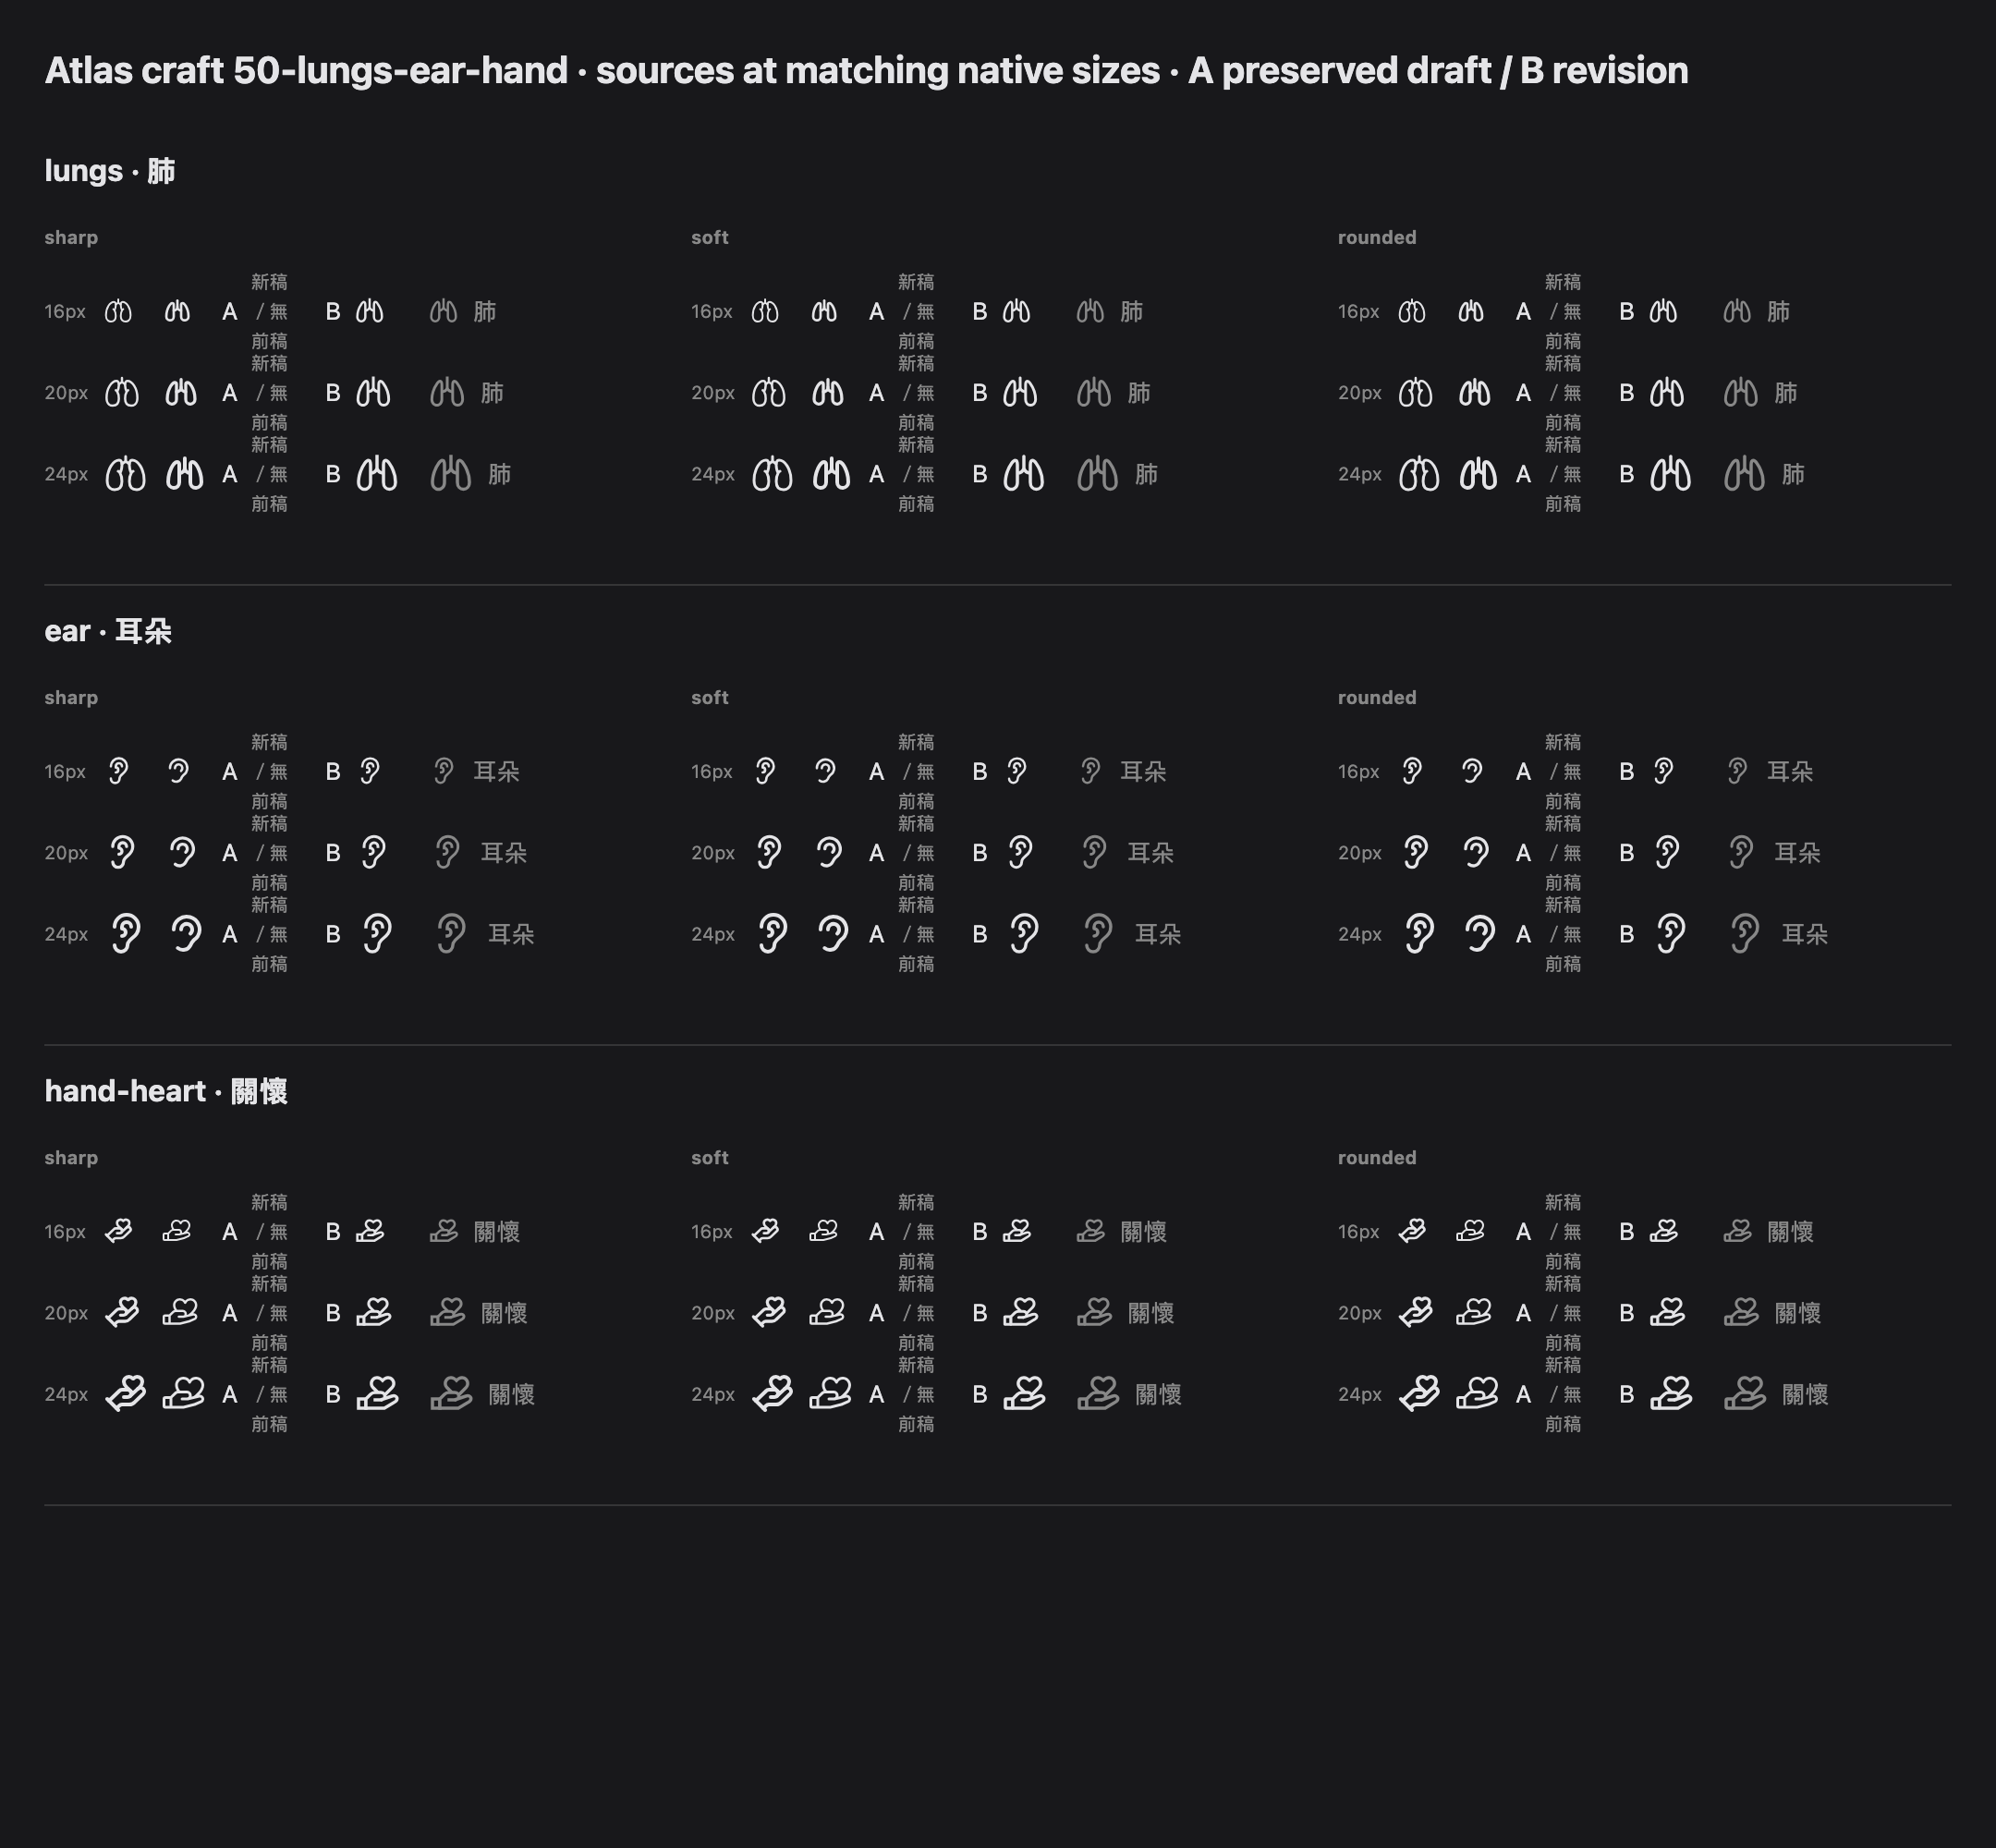 Atlas craft 50-lungs-ear-hand · sources at matching native sizes · A preserved draft / B revision
lungs · 肺
sharp
16px A 新稿 / 無 前稿 B 肺
20px A 新稿 / 無 前稿 B 肺
24px A 新稿 / 無 前稿 B 肺
soft
16px A 新稿 / 無 前稿 B 肺
20px A 新稿 / 無 前稿 B 肺
24px A 新稿 / 無 前稿 B 肺
rounded
16px A 新稿 / 無 前稿 B 肺
20px A 新稿 / 無 前稿 B 肺
24px A 新稿 / 無 前稿 B 肺
ear · 耳朵
sharp
16px A 新稿 / 無 前稿 B 耳朵
20px A 新稿 / 無 前稿 B 耳朵
24px A 新稿 / 無 前稿 B 耳朵
soft
16px A 新稿 / 無 前稿 B 耳朵
20px A 新稿 / 無 前稿 B 耳朵
24px A 新稿 / 無 前稿 B 耳朵
rounded
16px A 新稿 / 無 前稿 B 耳朵
20px A 新稿 / 無 前稿 B 耳朵
24px A 新稿 / 無 前稿 B 耳朵
hand-heart · 關懷
sharp
16px A 新稿 / 無 前稿 B 關懷
20px A 新稿 / 無 前稿 B 關懷
24px A 新稿 / 無 前稿 B 關懷
soft
16px A 新稿 / 無 前稿 B 關懷
20px A 新稿 / 無 前稿 B 關懷
24px A 新稿 / 無 前稿 B 關懷
rounded
16px A 新稿 / 無 前稿 B 關懷
20px A 新稿 / 無 前稿 B 關懷
24px A 新稿 / 無 前稿 B 關懷